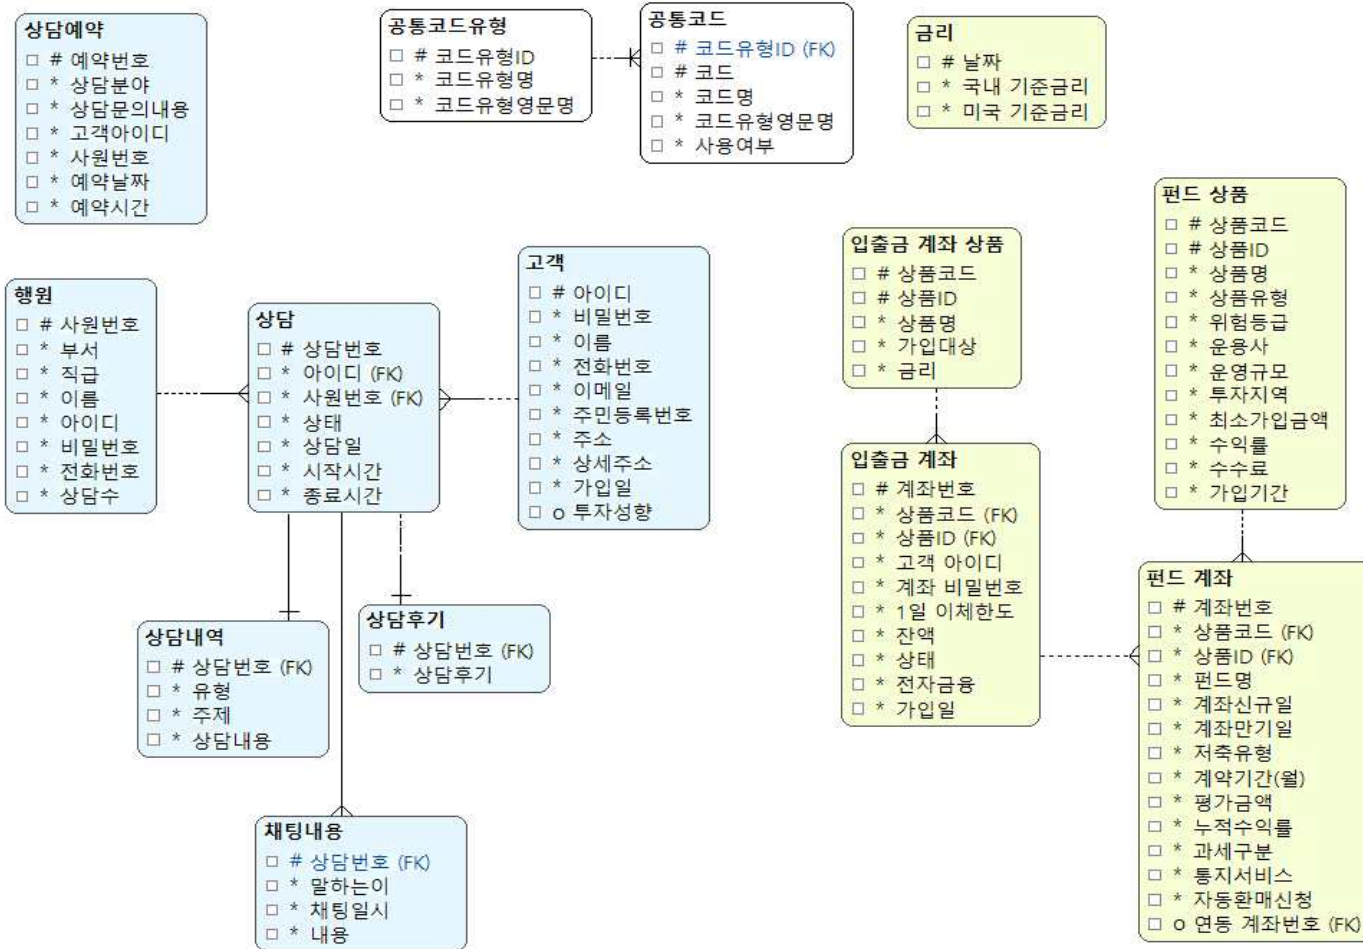 상담예약
# 예약번호
* 상담분야
* 상담문의내용
* 고객아이디
* 사원번호
* 예약날짜
* 예약시간
공통코드유형
# 코드유형ID
* 코드유형명
* 코드유형영문명
공통코드
# 코드유형ID (FK)
# 코드
* 코드명
* 코드유형영문명
* 사용여부
금리
# 날짜
* 국내 기준금리
* 미국 기준금리
행원
# 사원번호
* 부서
* 직급
* 이름
* 아이디
* 비밀번호
* 전화번호
* 상담수
상담
# 상담번호
* 아이디 (FK)
* 사원번호 (FK)
* 상태
* 상담일
* 시작시간
* 종료시간
고객
# 아이디
* 비밀번호
* 이름
* 전화번호
* 이메일
* 주민등록번호
* 주소
* 상세주소
* 가입일
o 투자성향
입출금 계좌 상품
# 상품코드
# 상품ID
* 상품명
* 가입대상
* 금리
펀드 상품
# 상품코드
# 상품ID
* 상품명
* 상품유형
* 위험등급
* 운용사
* 운영규모
* 투자지역
* 최소가입금액
* 수익률
* 수수료
* 가입기간
입출금 계좌
# 계좌번호
* 상품코드 (FK)
* 상품ID (FK)
* 고객 아이디
* 계좌 비밀번호
* 1일 이체한도
* 잔액
* 상태
* 전자금융
* 가입일
펀드 계좌
# 계좌번호
* 상품코드 (FK)
* 상품ID (FK)
* 펀드명
* 계좌신규일
* 계좌만기일
* 저축유형
* 계약기간(월)
* 평가금액
* 누적수익률
* 과세구분
* 통지서비스
* 자동환매신청
o 연동 계좌번호 (FK)
상담내역
# 상담번호 (FK)
* 유형
* 주제
* 상담내용
상담후기
# 상담번호 (FK)
* 상담후기
채팅내용
# 상담번호 (FK)
* 말하는이
* 채팅일시
* 내용